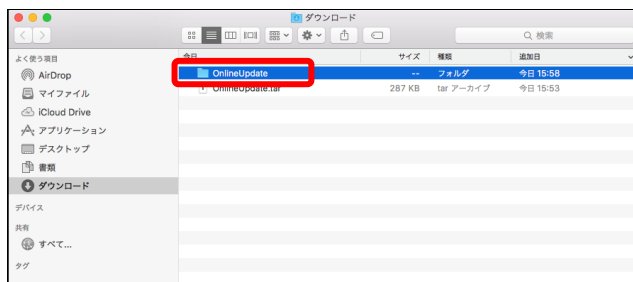 ダウンロード
検索
よく使う項目
AirDrop
マイファイル
iCloud Drive
アプリケーション
デスクトップ
書類
ダウンロード
デバイス
共有
すべて...
タグ
今日 サイズ 種類 追加日
OnlineUpdate -- フォルダ 今日 15:58
OnlineUpdate.tar 287 KB tar アーカイブ 今日 15:53